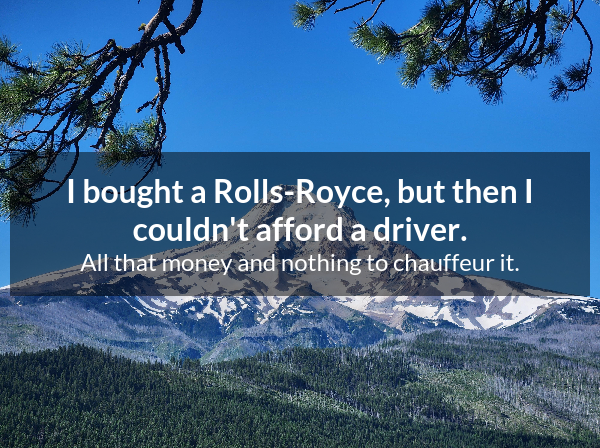 I bought a Rolls-Royce, but then I
couldn't afford a driver.
All that money and nothing to chauffeur it.